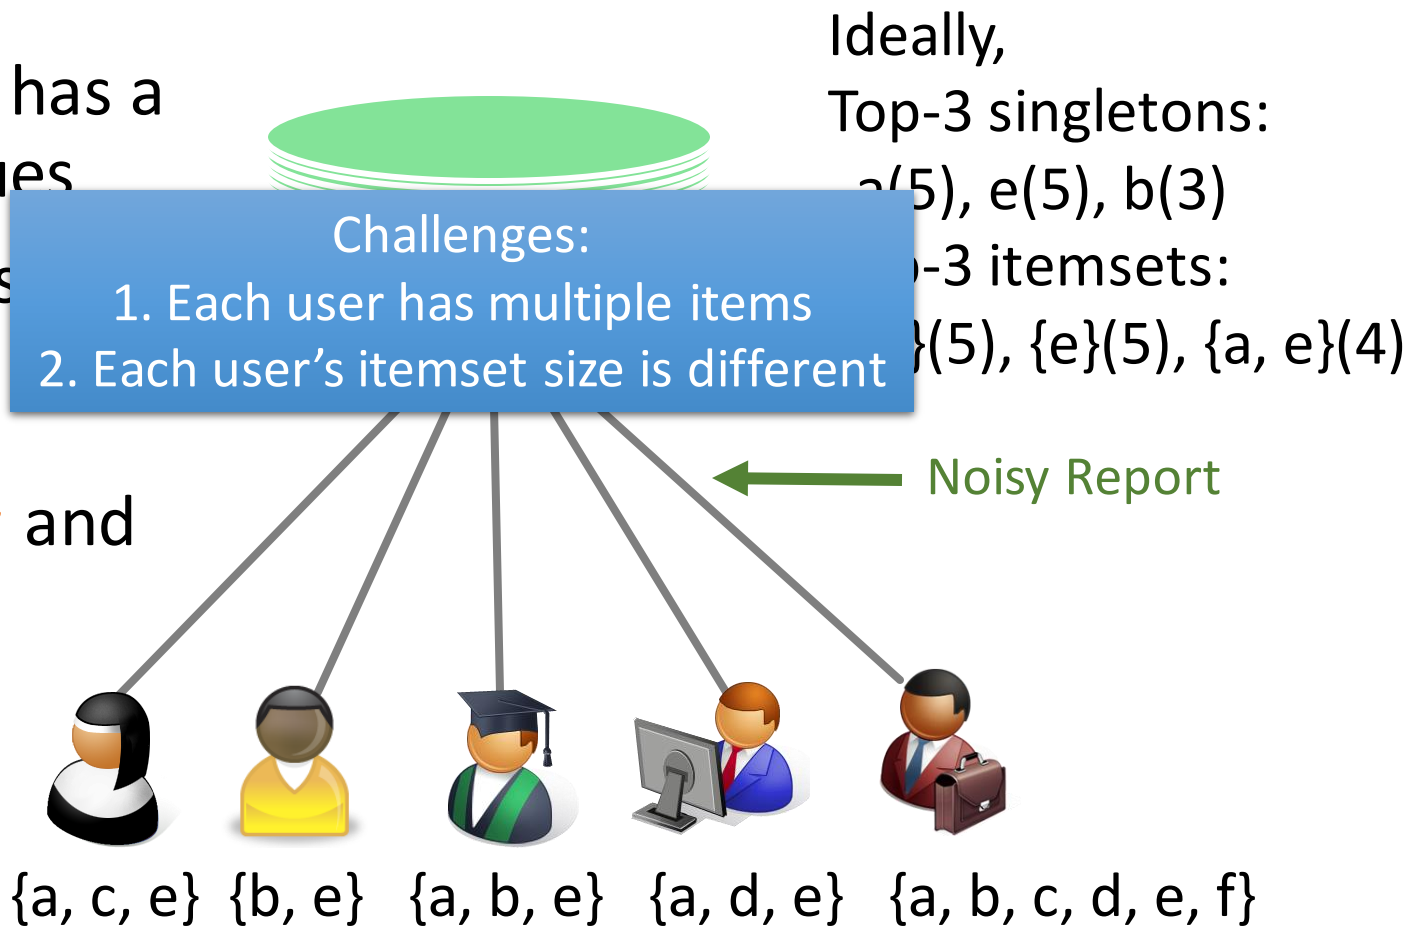 has a
Ideally,
Top-3 singletons:
a(5), e(5), b(3)
-3 itemsets:
}(5), {e}(5), {a, e}(4)
Challenges:
1. Each user has multiple items
2. Each user’s itemset size is different
Noisy Report
and
{a, c, e} {b, e} {a, b, e} {a, d, e} {a, b, c, d, e, f}